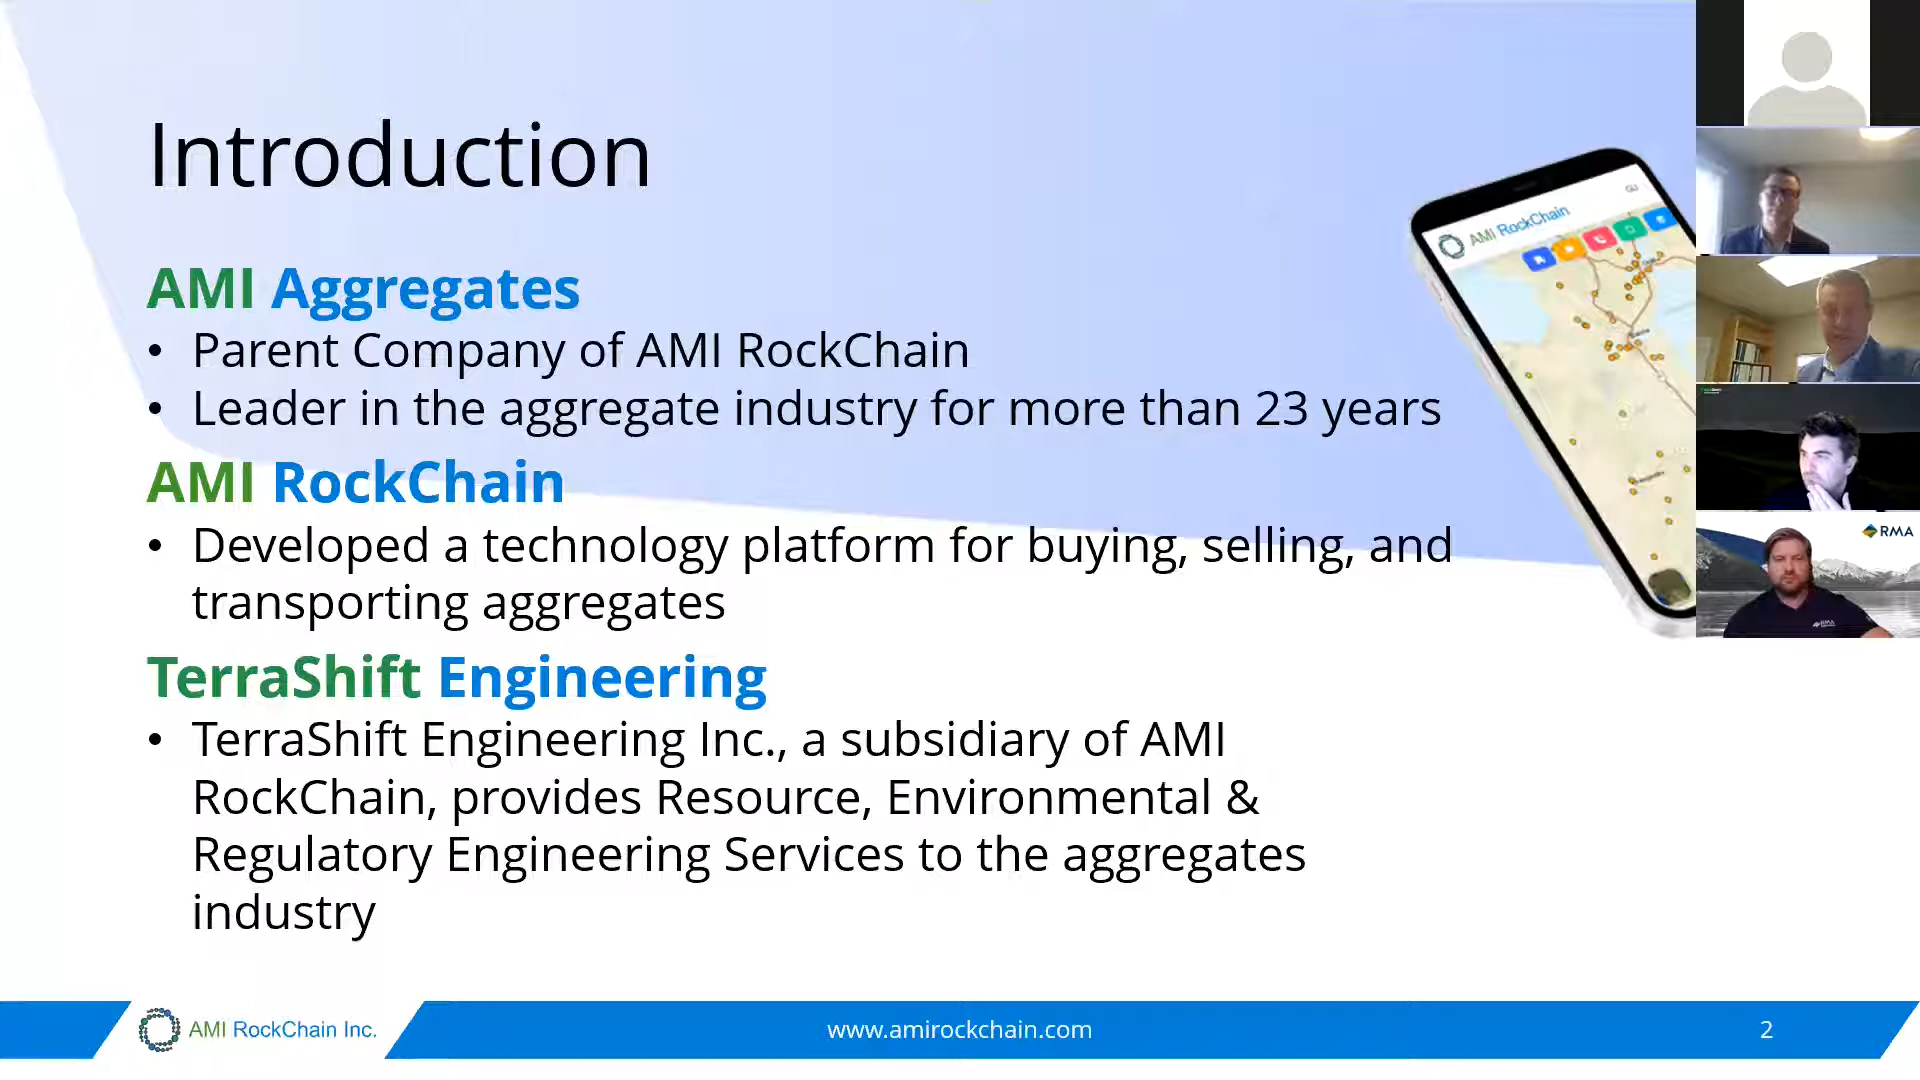 Introduction
AMI Aggregates
• Parent Company of AMI RockChain
• Leader in the aggregate industry for more than 23 years
AMI RockChain
• Developed a technology platform for buying, selling, and
transporting aggregates
TerraShift Engineering
• TerraShift Engineering Inc., a subsidiary of AMI
RockChain, provides Resource, Environmental &
Regulatory Engineering Services to the aggregates
industry
AMI RockChain
RMA
RMA
AMI RockChain Inc.
www.amirockchain.com
2